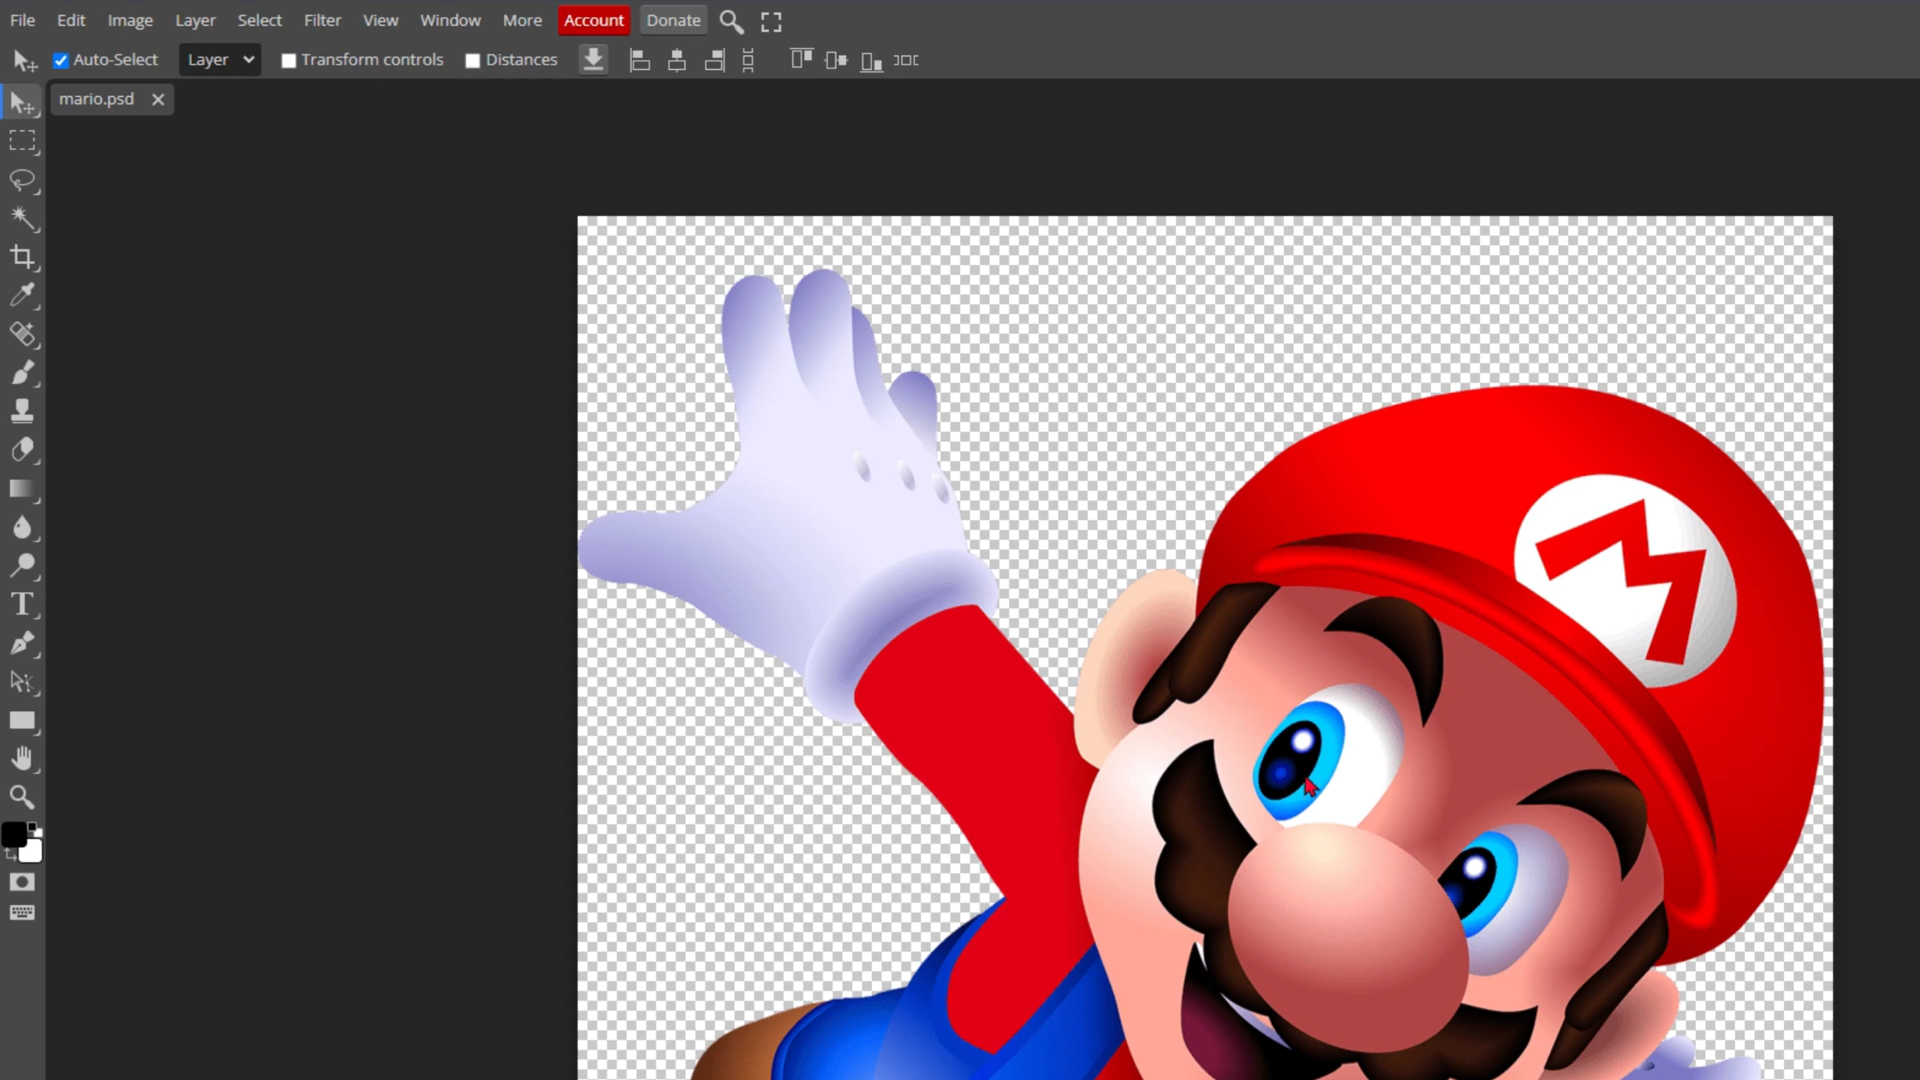 File Edit Image Layer Select Filter View Window More Account Donate
Auto-Select Layer Transform controls Distances
mario.psd
T
M